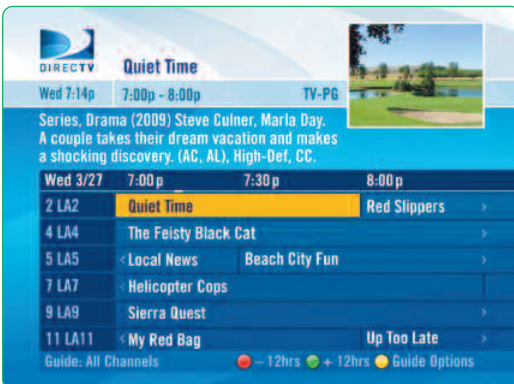 DIRECTV
Quiet Time
Wed 7:14p 7:00p - 8:00p TV-PG
Series, Drama (2009) Steve Culner, Marla Day.
A couple takes their dream vacation and makes
a shocking discovery. (AC, AL), High-Def, CC.
Wed 3/27 7:00 p 7:30 p 8:00 p
2 LA2 Quiet Time Red Slippers >
4 LA4 The Feisty Black Cat >
5 LA5 < Local News Beach City Fun >
7 LA7 < Helicopter Cops
9 LA9 Sierra Quest >
11 LA11 < My Red Bag Up Too Late >
Guide: All Channels - 12hrs + 12hrs Guide Options